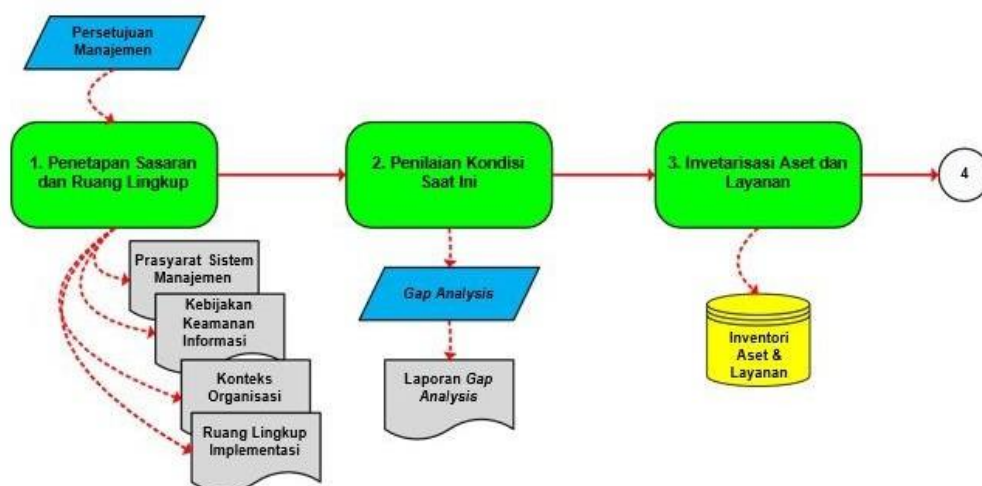 Persetujuan
Manajemen
1. Penetapan Sasaran
dan Ruang Lingkup
2. Penilaian Kondisi
Saat Ini
3. Invetarisasi Aset dan
Layanan
4
Prasyarat Sistem
Manajemen
Kebijakan
Keamanan
Informasi
Konteks
Organisasi
Ruang Lingkup
Implementasi
Gap Analysis
Laporan Gap
Analysis
Inventori
Aset &
Layanan